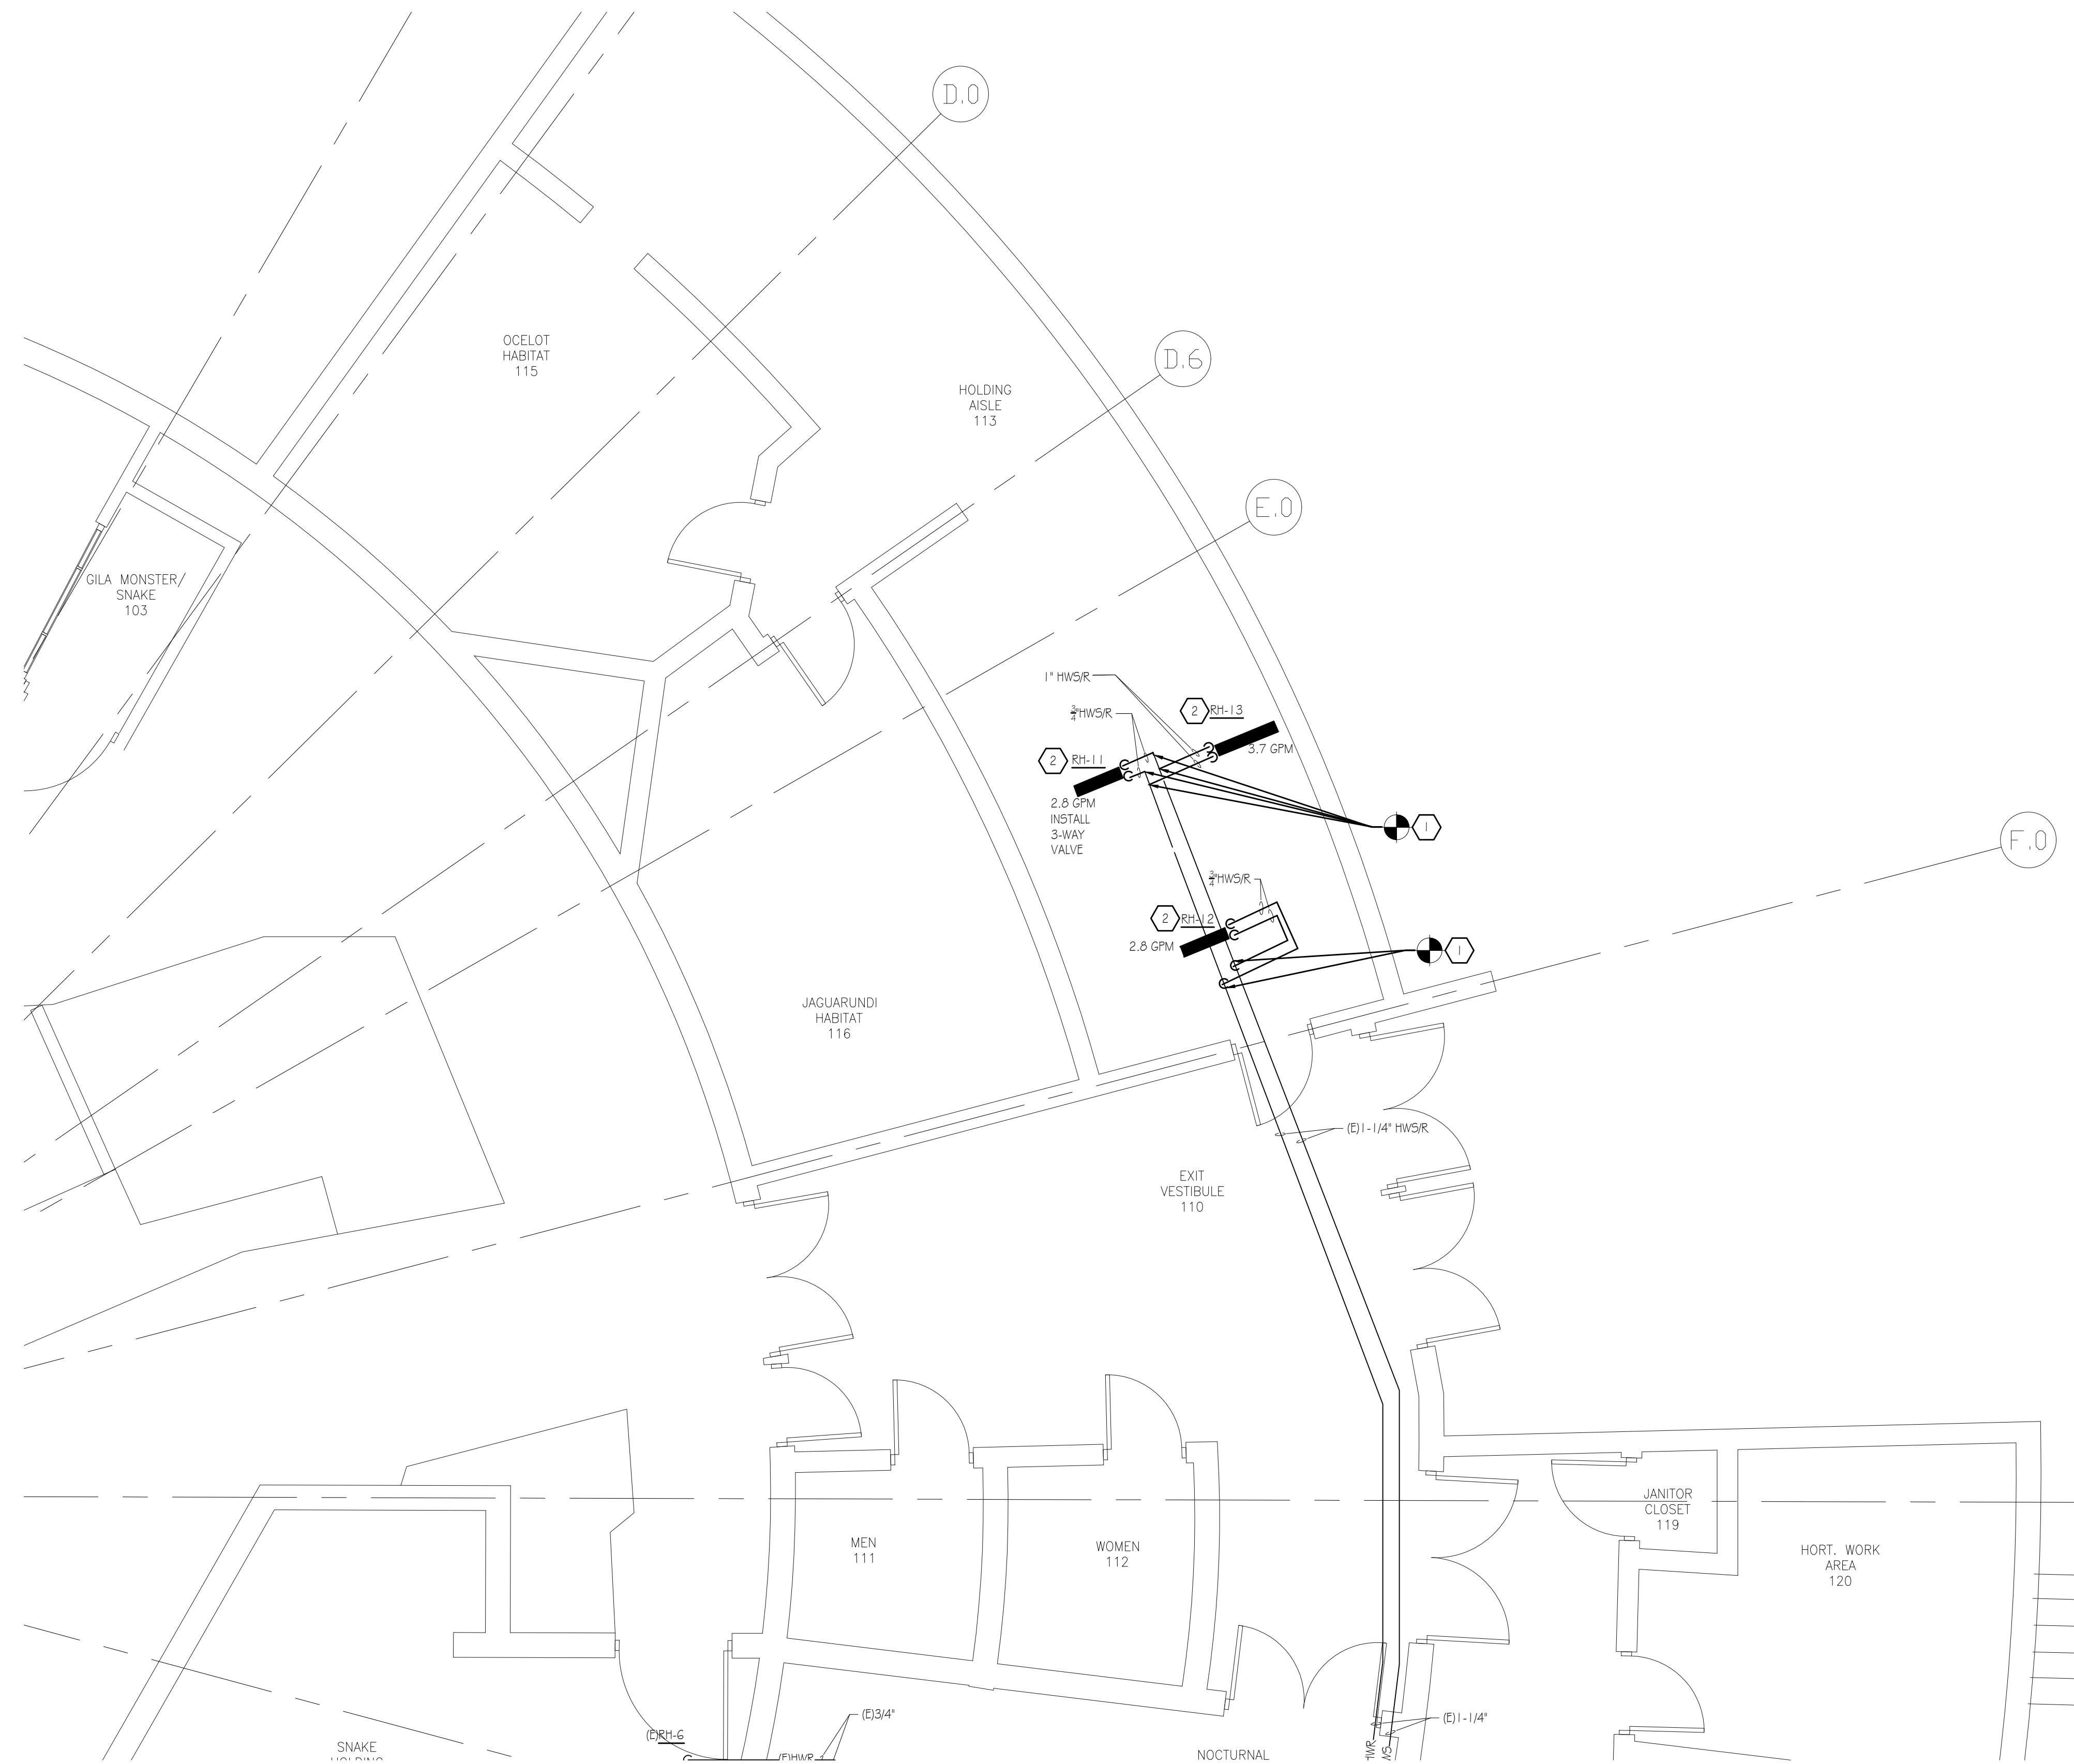 D.0
D.6
E.0
F.0
OCELOT
HABITAT
115
HOLDING
AISLE
113
GILA MONSTER/
SNAKE
103
1" HWS/R
3/4"HWS/R
2
RH-13
3.7 GPM
2
RH-11
2.8 GPM
INSTALL
3-WAY
VALVE
1
3/4"HWS/R
2
RH-12
2.8 GPM
1
JAGUARUNDI
HABITAT
116
(E)1-1/4" HWS/R
EXIT
VESTIBULE
110
MEN
111
WOMEN
112
JANITOR
CLOSET
119
HORT. WORK
AREA
120
(E)RH-6
(E)3/4"
(E)HWR
(E)1-1/4"
HWR
SNAKE
HOLDING
NOCTURNAL